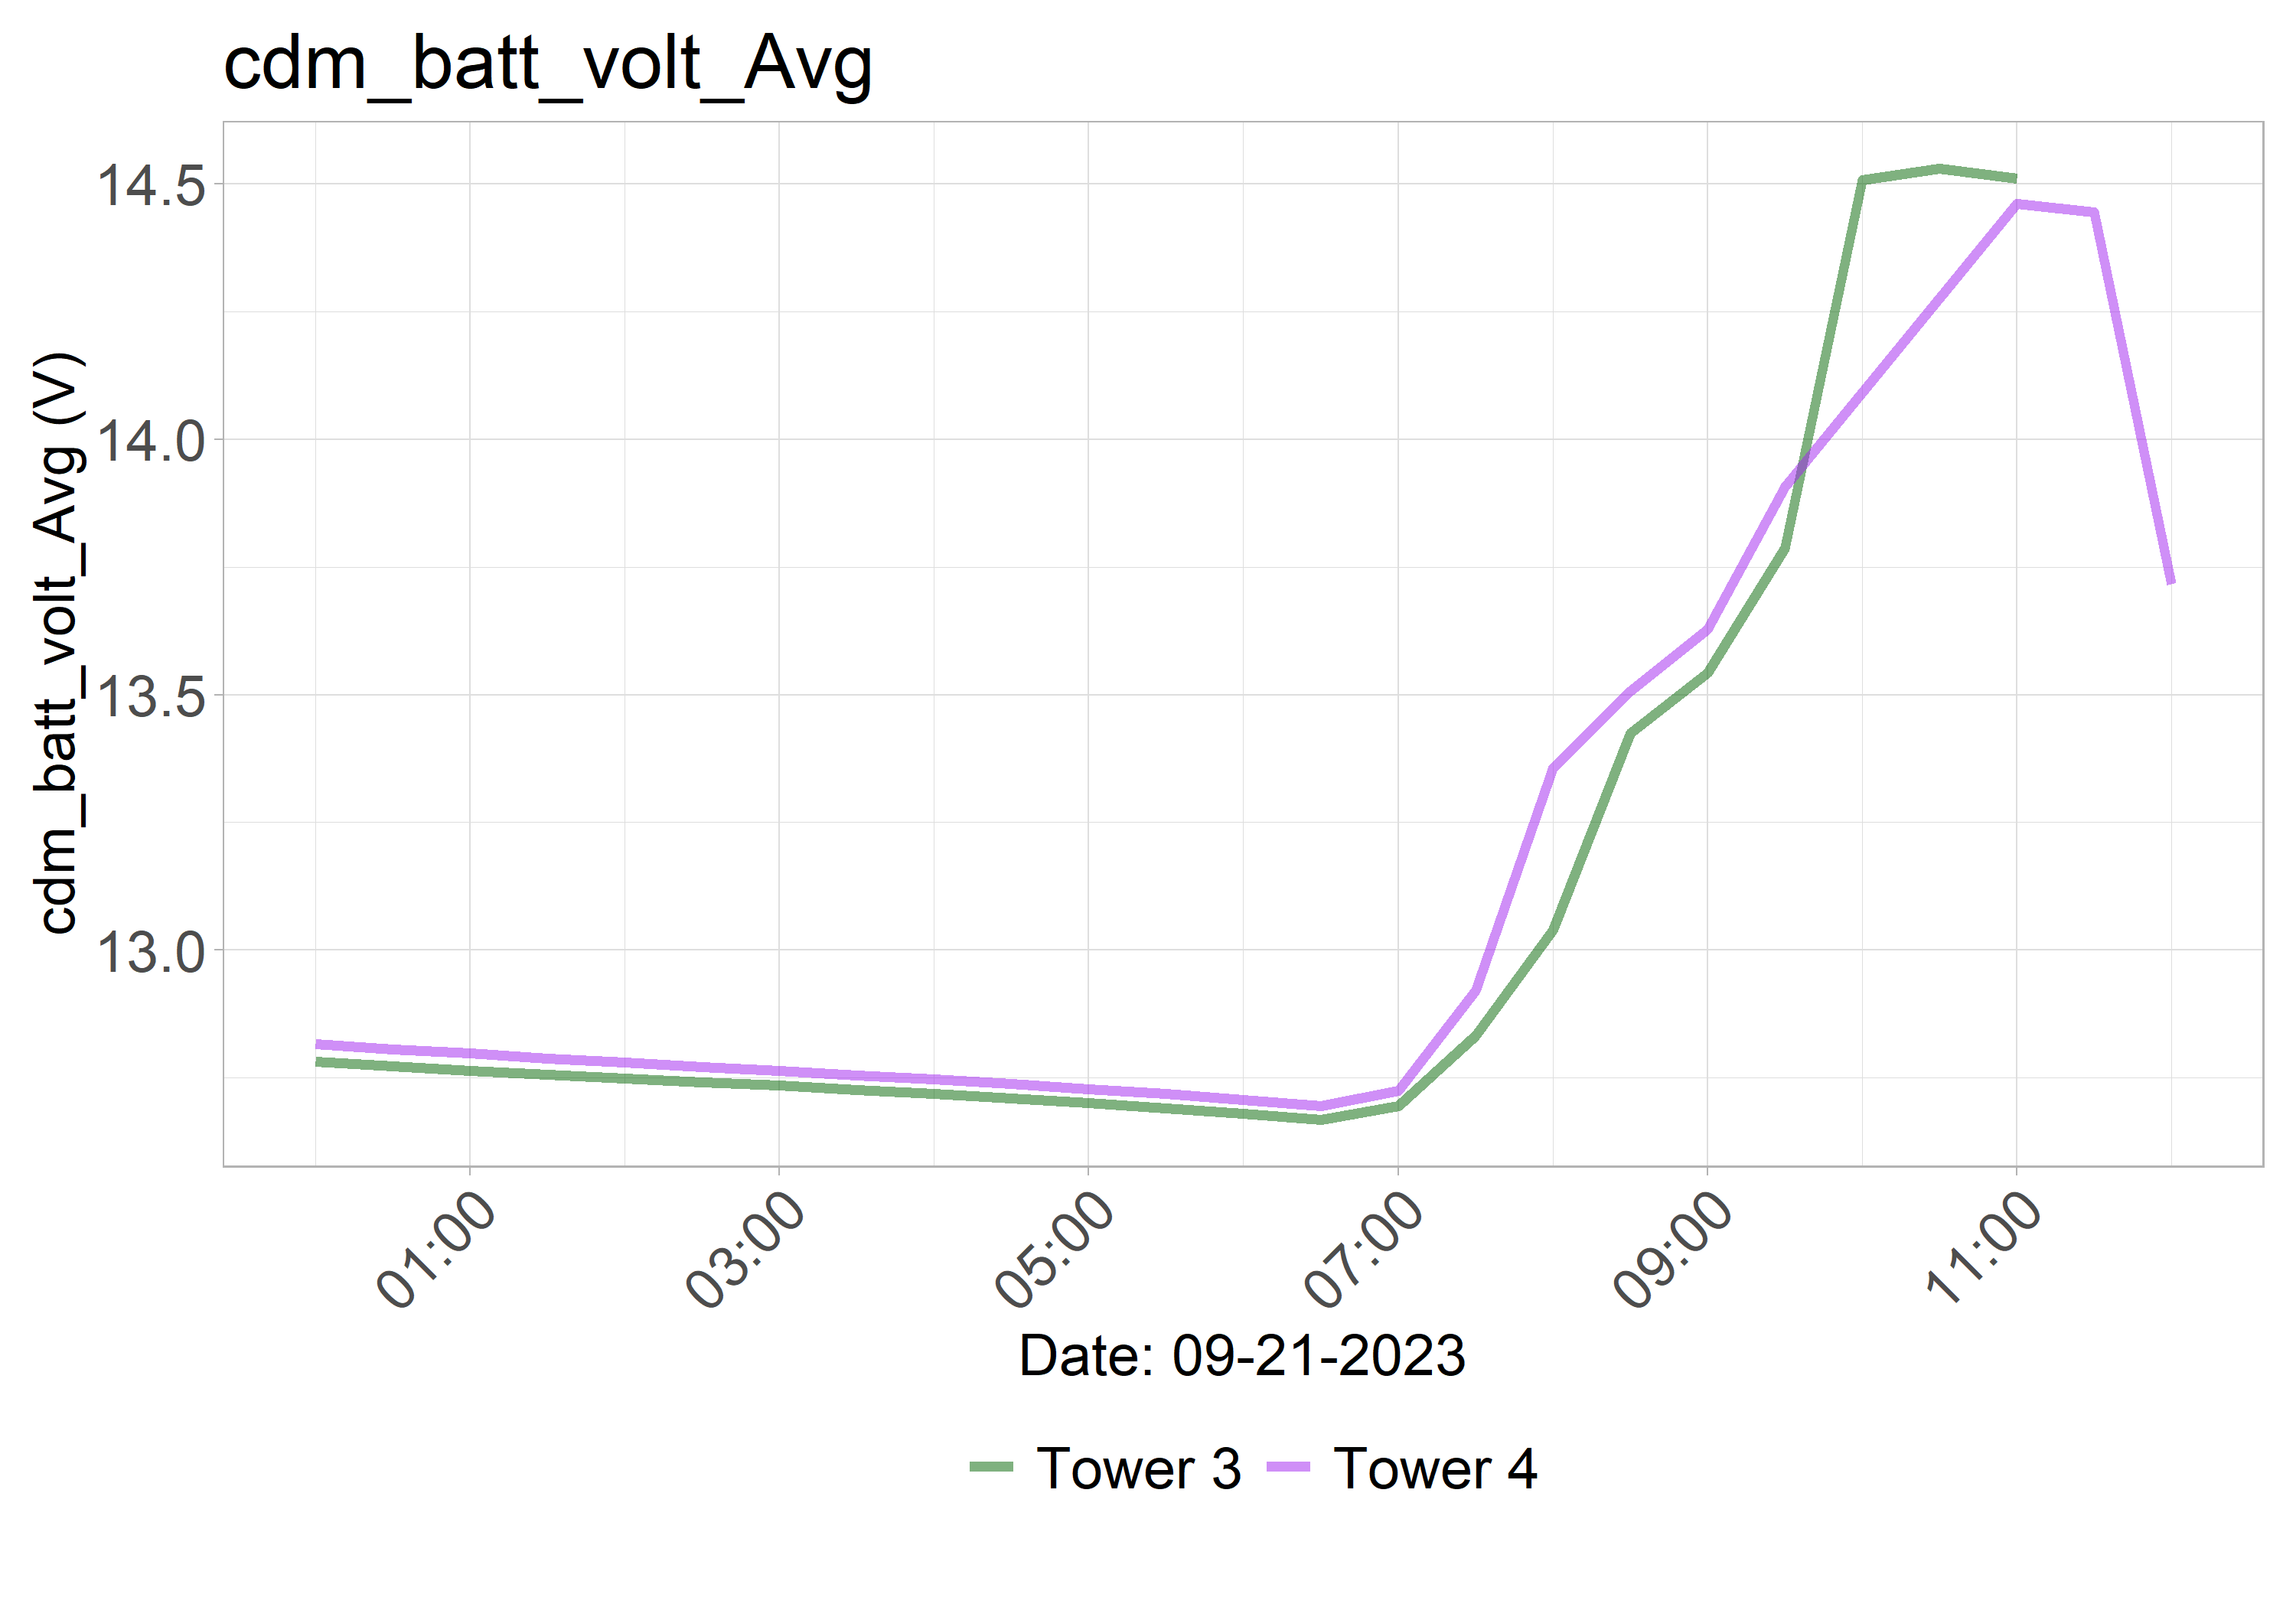 cdm_batt_volt_Avg
cdm_batt_volt_Avg (V)
14.5
14.0
13.5
13.0
01:00
03:00
05:00
07:00
09:00
11:00
Date: 09-21-2023
Tower 3
Tower 4